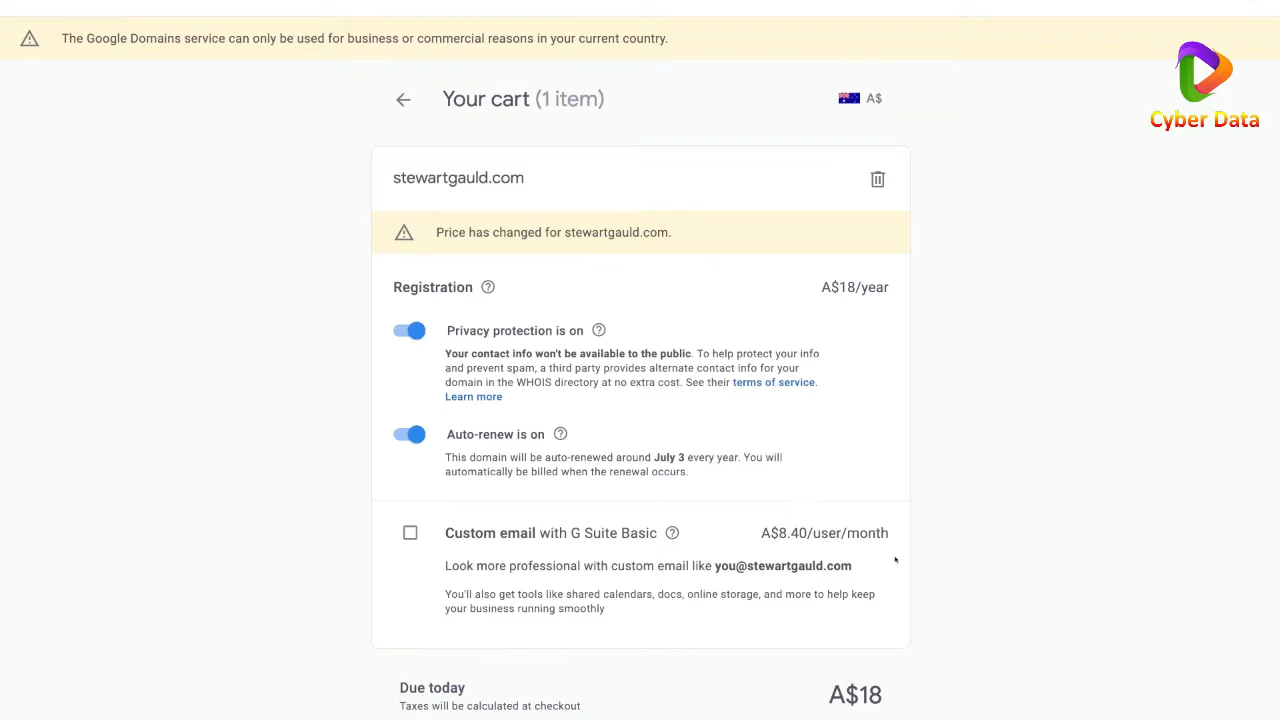 The Google Domains service can only be used for business or commercial reasons in your current country.
Cyber Data
Your cart (1 item)
A$
stewartgauld.com
Price has changed for stewartgauld.com.
Registration
A$18/year
Privacy protection is on
Your contact info won't be available to the public. To help protect your info
and prevent spam, a third party provides alternate contact info for your
domain in the WHOIS directory at no extra cost. See their terms of service.
Learn more
Auto-renew is on
This domain will be auto-renewed around July 3 every year. You will
automatically be billed when the renewal occurs.
Custom email with G Suite Basic
A$8.40/user/month
Look more professional with custom email like you@stewartgauld.com
You'll also get tools like shared calendars, docs, online storage, and more to help keep
your business running smoothly
Due today
A$18
Taxes will be calculated at checkout